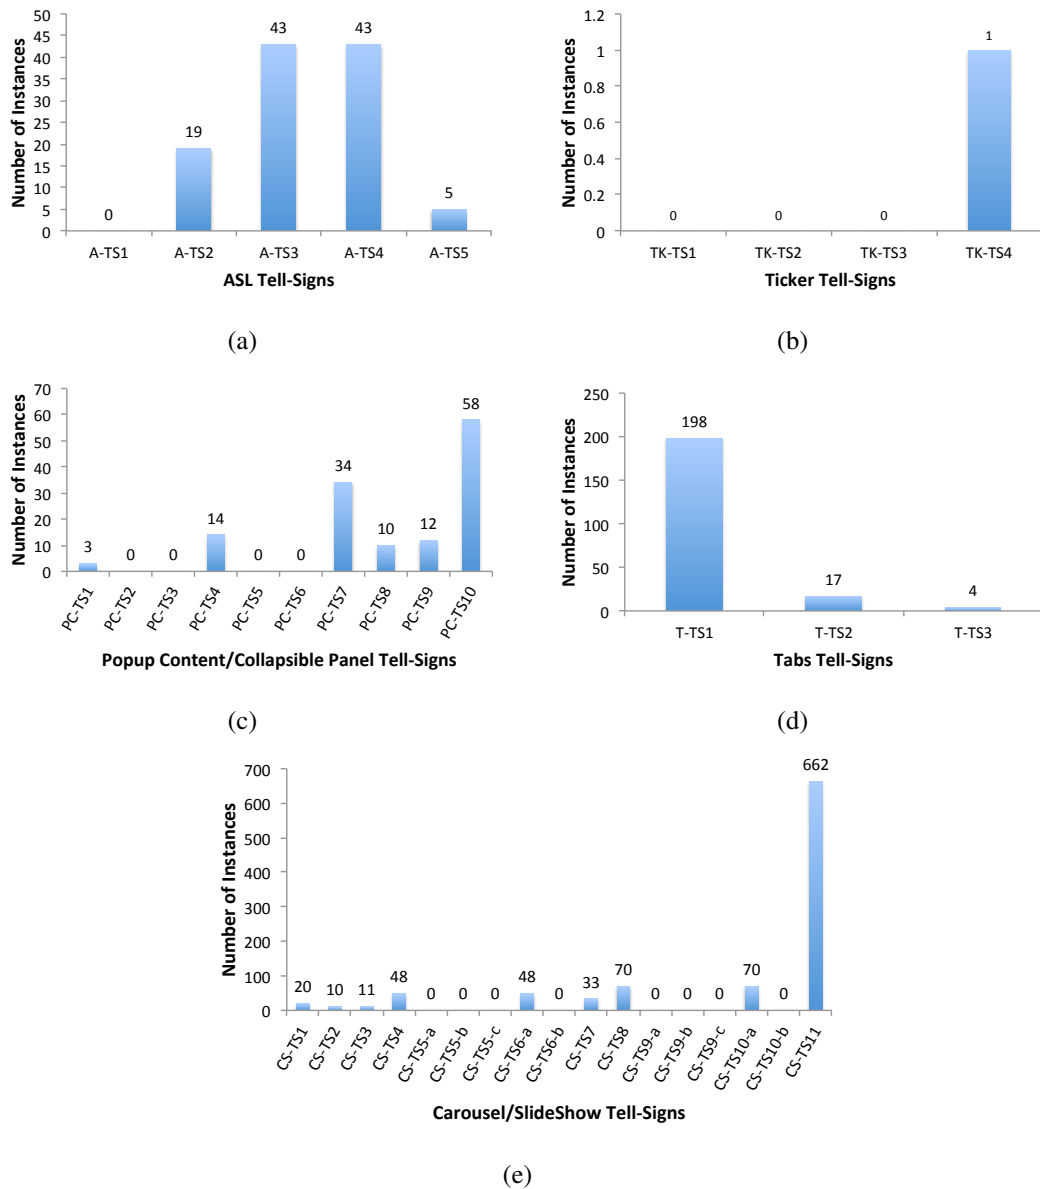 50
45
40
35
30
25
20
15
10
5
0
Number of Instances
0
19
43
43
5
A-TS1 A-TS2 A-TS3 A-TS4 A-TS5
ASL Tell-Signs
(a)
1.2
1
0.8
0.6
0.4
0.2
0
Number of Instances
0
0
0
1
TK-TS1 TK-TS2 TK-TS3 TK-TS4
Ticker Tell-Signs
(b)
70
60
50
40
30
20
10
0
Number of Instances
3
0
0
14
0
0
34
10
12
58
PC-TS1
PC-TS2
PC-TS3
PC-TS4
PC-TS5
PC-TS6
PC-TS7
PC-TS8
PC-TS9
PC-TS10
Popup Content/Collapsible Panel Tell-Signs
(c)
250
200
150
100
50
0
Number of Instances
198
17
4
T-TS1 T-TS2 T-TS3
Tabs Tell-Signs
(d)
700
600
500
400
300
200
100
0
Number of Instances
20
10
11
48
0
0
0
48
0
33
70
0
0
0
70
0
662
CS-TS1
CS-TS2
CS-TS3
CS-TS4
CS-TS5-a
CS-TS5-b
CS-TS5-c
CS-TS6-a
CS-TS6-b
CS-TS7
CS-TS8
CS-TS9-a
CS-TS9-b
CS-TS9-c
CS-TS10-a
CS-TS10-b
CS-TS11
Carousel/SlideShow Tell-Signs
(e)